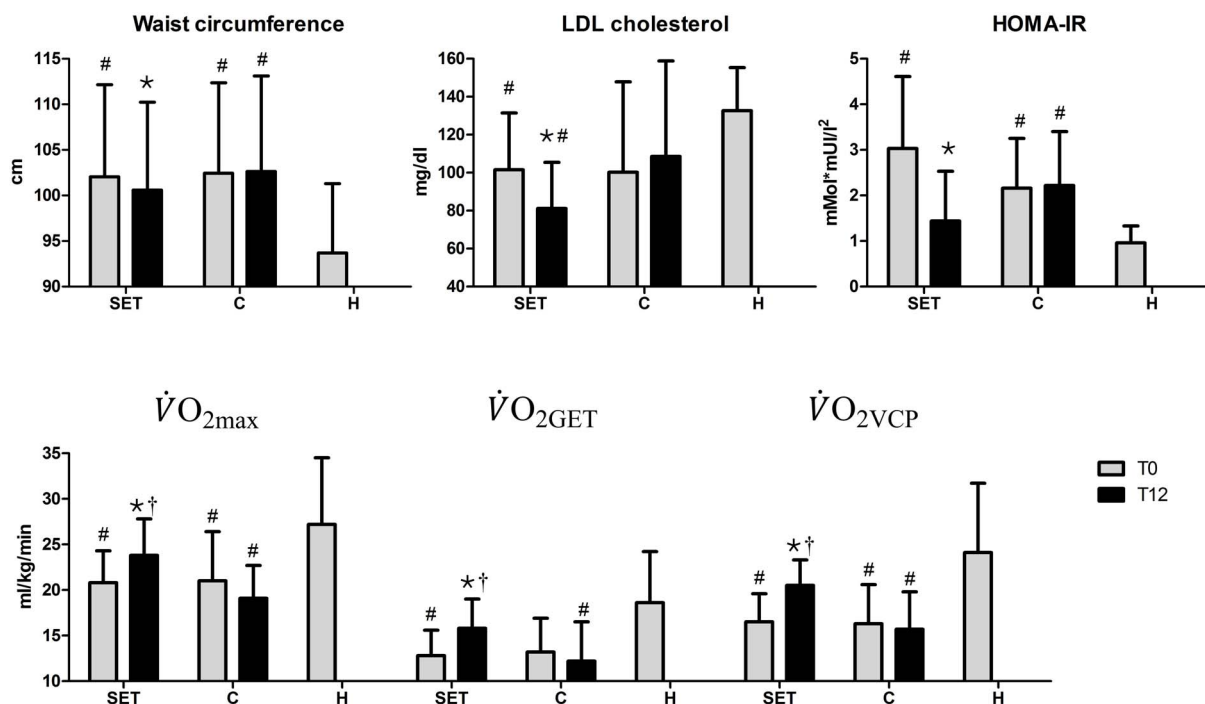 Waist circumference
cm
115
110
105
100
95
90
#
*
#
#
SET
C
H
LDL cholesterol
mg/dl
160
140
120
100
80
60
40
#
*#
SET
C
H
HOMA-IR
mMol*mUI/l²
5
4
3
2
1
0
#
*
#
#
SET
C
H
V̇O₂max
V̇O₂GET
V̇O₂VCP
ml/kg/min
35
30
25
20
15
10
#
*†
#
#
#
*†
#
#
*†
#
#
SET
C
H
SET
C
H
SET
C
H
T0
T12